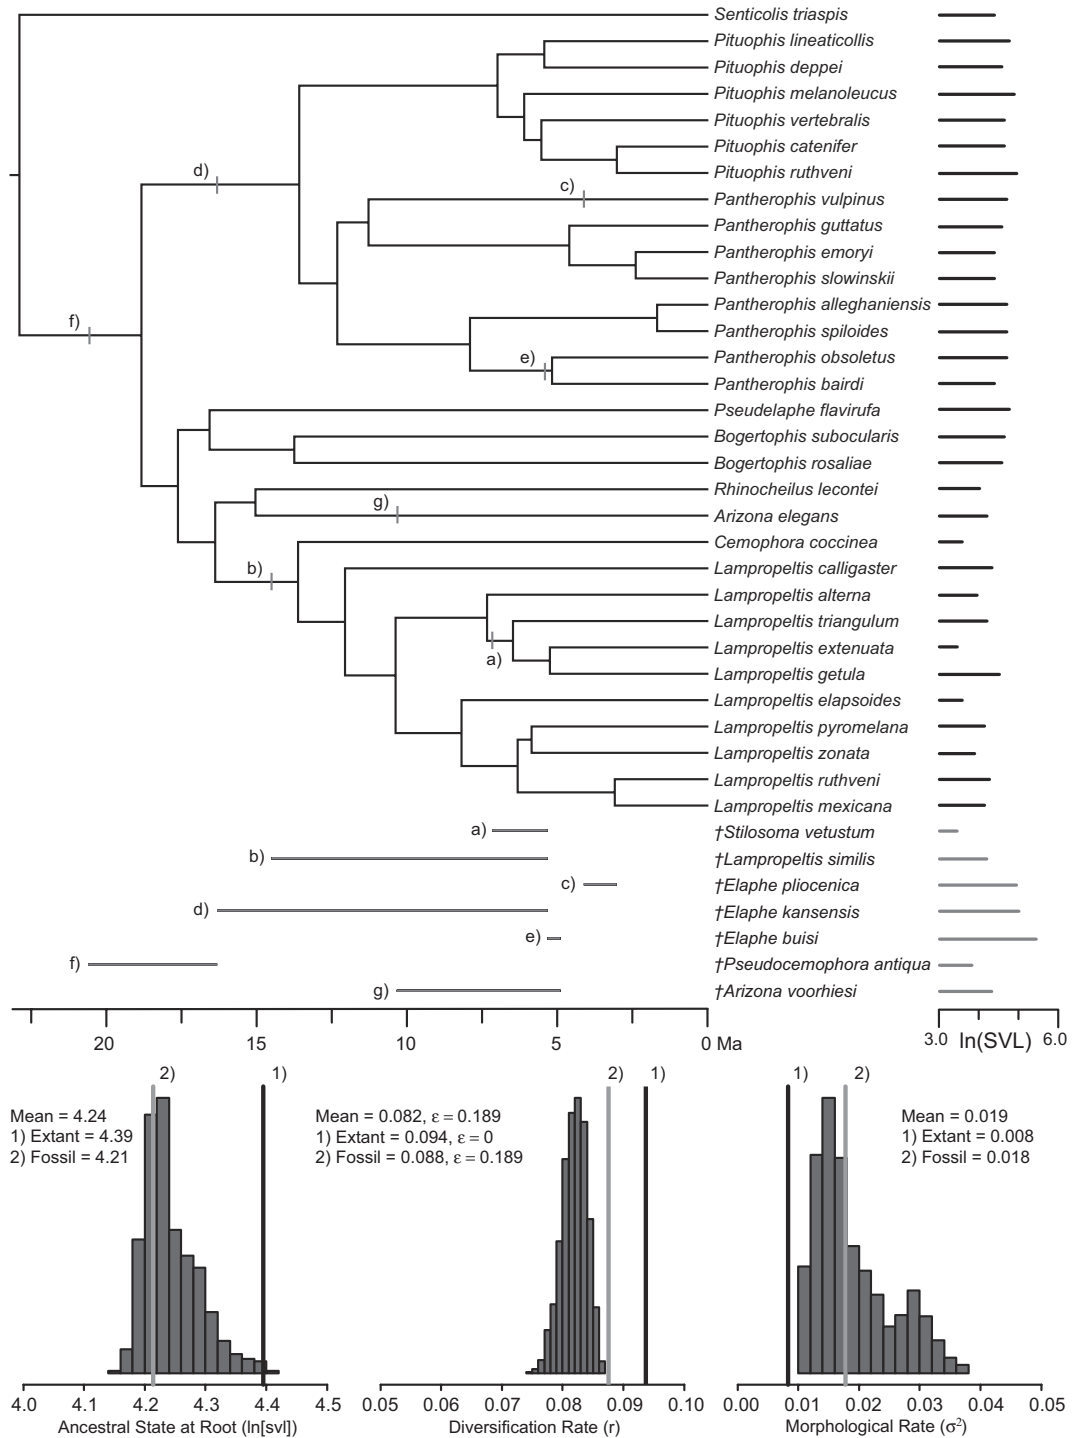 Senticolis triaspis
Pituophis lineaticollis
Pituophis deppei
Pituophis melanoleucus
Pituophis vertebralis
Pituophis catenifer
d)
Pituophis ruthveni
c)
Pantherophis vulpinus
Pantherophis guttatus
Pantherophis emoryi
Pantherophis slowinskii
Pantherophis alleghaniensis
f)
Pantherophis spiloides
e)
Pantherophis obsoletus
Pantherophis bairdi
Pseudelaphe flavirufa
Bogertophis subocularis
Bogertophis rosaliae
Rhinocheilus lecontei
g)
Arizona elegans
Cemophora coccinea
b)
Lampropeltis calligaster
Lampropeltis alterna
Lampropeltis triangulum
Lampropeltis extenuata
a)
Lampropeltis getula
Lampropeltis elapsoides
Lampropeltis pyromelana
Lampropeltis zonata
Lampropeltis ruthveni
Lampropeltis mexicana
a) †Stilosoma vetustum
b) †Lampropeltis similis
c) †Elaphe pliocenica
d) †Elaphe kansensis
e) †Elaphe buisi
f) †Pseudocemophora antiqua
g) †Arizona voorhiesi
20 15 10 5 0 Ma
3.0 ln(SVL) 6.0
2) 1)
Mean = 4.24
1) Extant = 4.39
2) Fossil = 4.21
4.0 4.1 4.2 4.3 4.4 4.5
Ancestral State at Root (ln[svl])
2) 1)
Mean = 0.082, ε = 0.189
1) Extant = 0.094, ε = 0
2) Fossil = 0.088, ε = 0.189
0.05 0.06 0.07 0.08 0.09 0.10
Diversification Rate (r)
1) 2)
Mean = 0.019
1) Extant = 0.008
2) Fossil = 0.018
0.00 0.01 0.02 0.03 0.04 0.05
Morphological Rate (σ²)